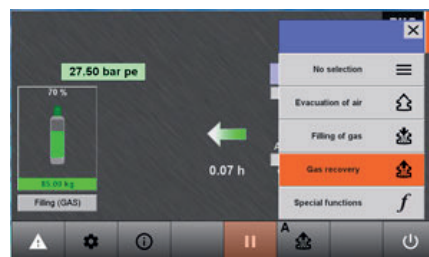 27.50 bar pe
70 %
85.00 kg
Filling (GAS)
0.07 h
No selection
Evacuation of air
Filling of gas
Gas recovery
Special functions
f
A